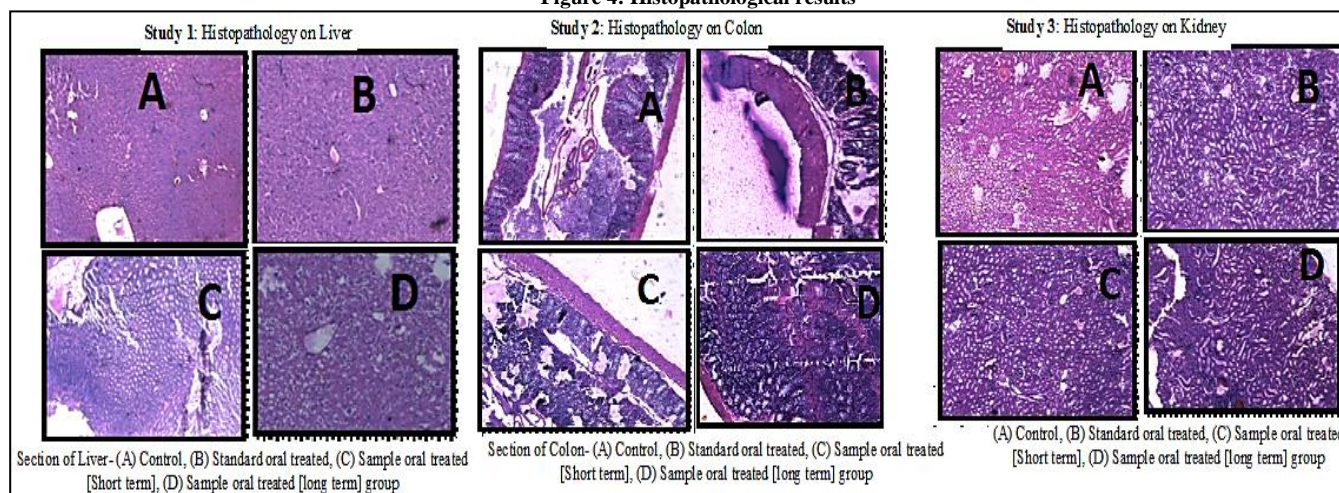 Figure 4: Histopathological results
Study 1: Histopathology on Liver
A
B
C
D
Section of Liver- (A) Control, (B) Standard oral treated, (C) Sample oral treated
[Short term], (D) Sample oral treated [long term] group
Study 2: Histopathology on Colon
A
B
C
D
Section of Colon- (A) Control, (B) Standard oral treated, (C) Sample oral treated
[Short term], (D) Sample oral treated [long term] group
Study 3: Histopathology on Kidney
A
B
C
D
(A) Control, (B) Standard oral treated, (C) Sample oral treated
[Short term], (D) Sample oral treated [long term] group